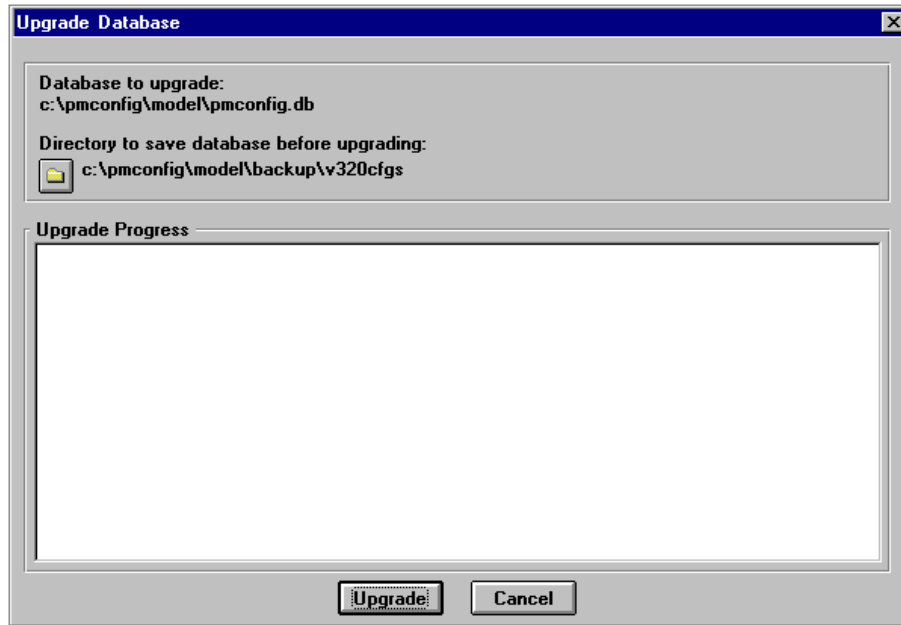 Upgrade Database
Database to upgrade:
c:\pmconfig\model\pmconfig.db
Directory to save database before upgrading:
c:\pmconfig\model\backup\v320cfgs
Upgrade Progress
Upgrade
Cancel